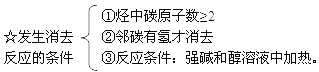 ①烃中碳原子数≥2
☆发生消去 ②邻碳有氢才消去
反应的条件 ③反应条件：强碱和醇溶液中加热。